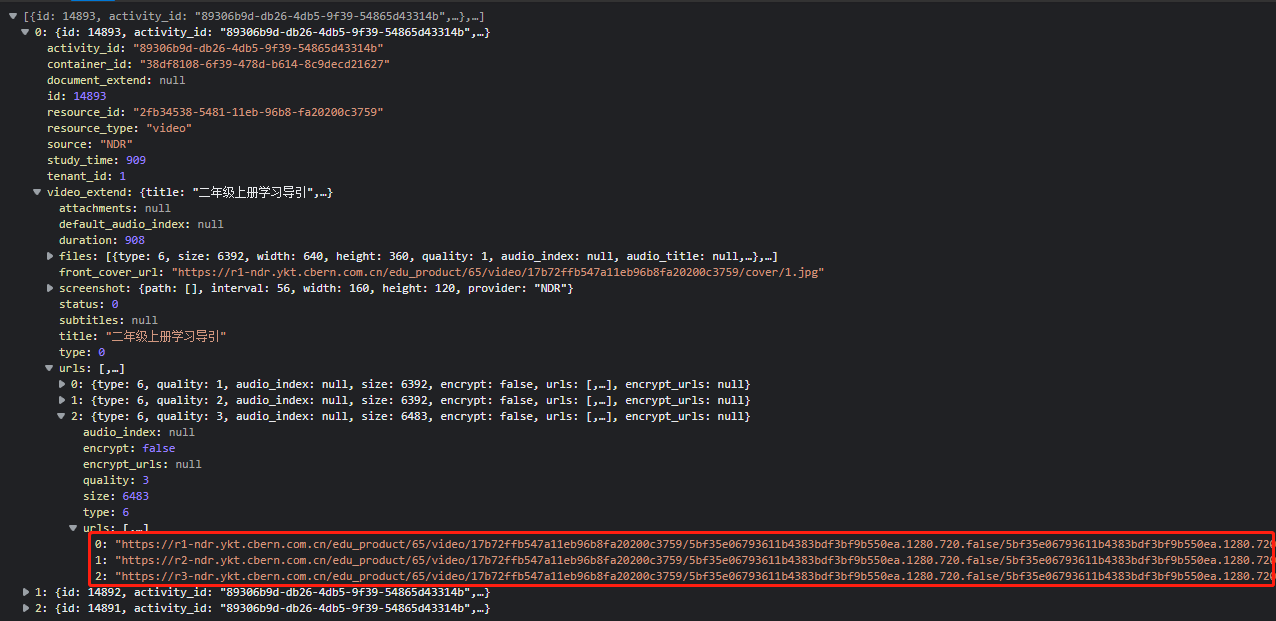 [{id: 14893, activity_id: "89306b9d-db26-4db5-9f39-54865d43314b",…},…]
0: {id: 14893, activity_id: "89306b9d-db26-4db5-9f39-54865d43314b",…}
activity_id: "89306b9d-db26-4db5-9f39-54865d43314b"
container_id: "38df8108-6f39-478d-b614-8c9decd21627"
document_extend: null
id: 14893
resource_id: "2fb34538-5481-11eb-96b8-fa20200c3759"
resource_type: "video"
source: "NDR"
study_time: 909
tenant_id: 1
video_extend: {title: "二年级上册学习导引",…}
attachments: null
default_audio_index: null
duration: 908
files: [{type: 6, size: 6392, width: 640, height: 360, quality: 1, audio_index: null, audio_title: null,…},…]
front_cover_url: "https://r1-ndr.ykt.cbern.com.cn/edu_product/65/video/17b72ffb547a11eb96b8fa20200c3759/cover/1.jpg"
screenshot: {path: [], interval: 56, width: 160, height: 120, provider: "NDR"}
status: 0
subtitles: null
title: "二年级上册学习导引"
type: 0
urls: [,…]
0: {type: 6, quality: 1, audio_index: null, size: 6392, encrypt: false, urls: [,…], encrypt_urls: null}
1: {type: 6, quality: 2, audio_index: null, size: 6392, encrypt: false, urls: [,…], encrypt_urls: null}
2: {type: 6, quality: 3, audio_index: null, size: 6483, encrypt: false, urls: [,…], encrypt_urls: null}
audio_index: null
encrypt: false
encrypt_urls: null
quality: 3
size: 6483
type: 6
urls: [,…]
0: "https://r1-ndr.ykt.cbern.com.cn/edu_product/65/video/17b72ffb547a11eb96b8fa20200c3759/5bf35e06793611b4383bdf3bf9b550ea.1280.720.false/5bf35e06793611b4383bdf3bf9b550ea.1280.720
1: "https://r2-ndr.ykt.cbern.com.cn/edu_product/65/video/17b72ffb547a11eb96b8fa20200c3759/5bf35e06793611b4383bdf3bf9b550ea.1280.720.false/5bf35e06793611b4383bdf3bf9b550ea.1280.720
2: "https://r3-ndr.ykt.cbern.com.cn/edu_product/65/video/17b72ffb547a11eb96b8fa20200c3759/5bf35e06793611b4383bdf3bf9b550ea.1280.720.false/5bf35e06793611b4383bdf3bf9b550ea.1280.720
1: {id: 14892, activity_id: "89306b9d-db26-4db5-9f39-54865d43314b",…}
2: {id: 14891, activity_id: "89306b9d-db26-4db5-9f39-54865d43314b",…}